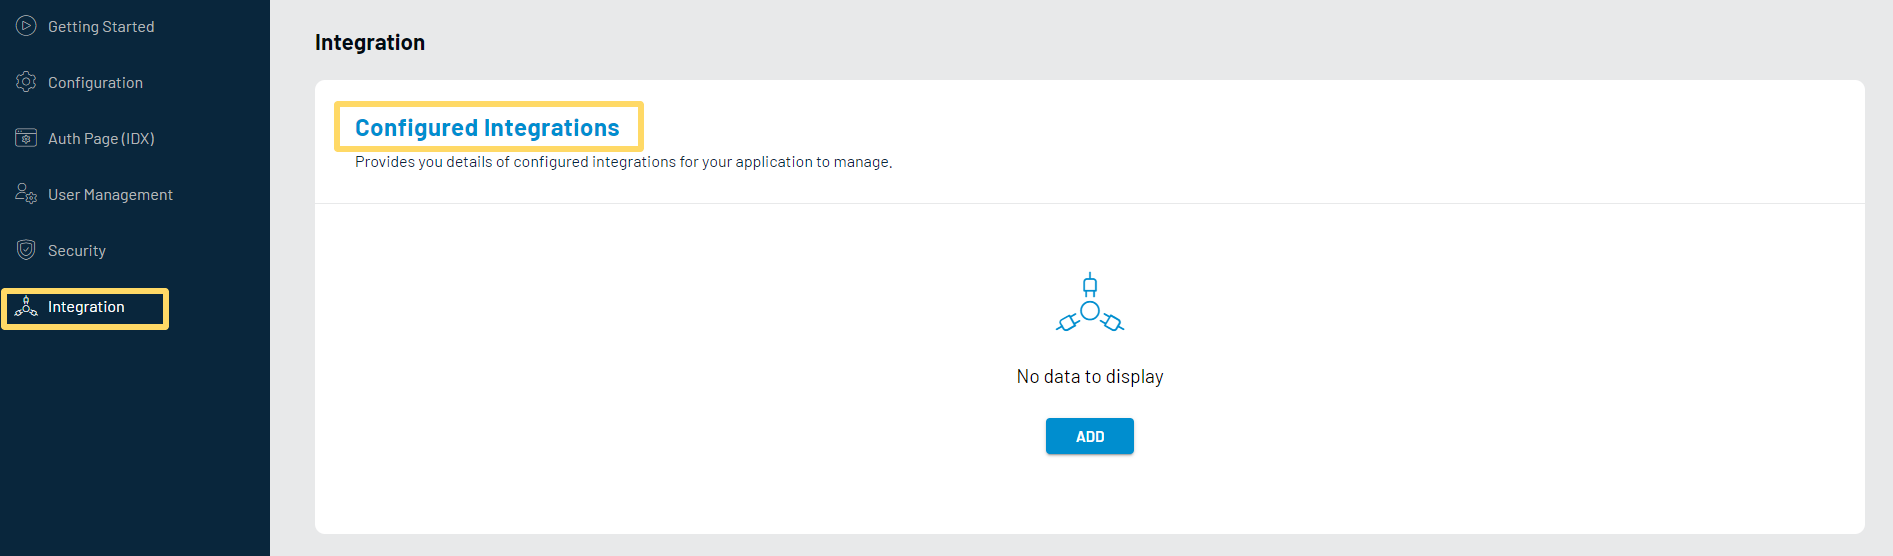 Getting Started
Configuration
Auth Page (IDX)
User Management
Security
Integration
Integration
Configured Integrations
Provides you details of configured integrations for your application to manage.
No data to display
ADD